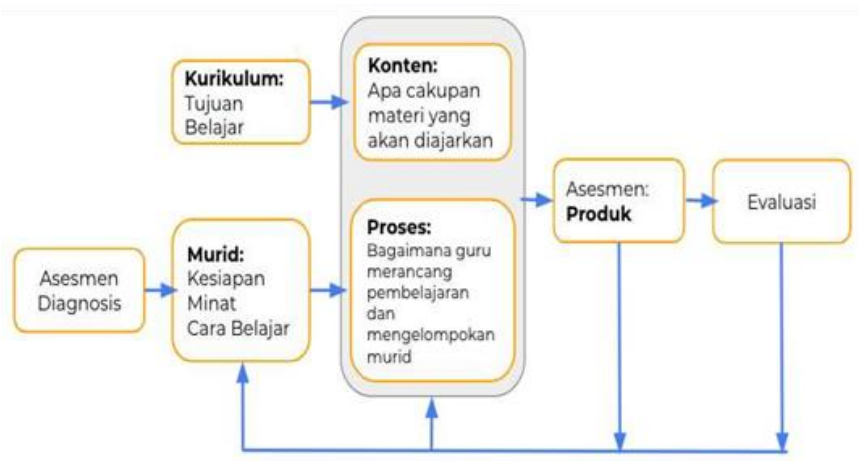 Kurikulum:
Tujuan
Belajar
Konten:
Apa cakupan
materi yang
akan diajarkan
Asesmen
Diagnosis
Murid:
Kesiapan
Minat
Cara Belajar
Proses:
Bagaimana guru
merancang
pembelajaran
dan
mengelompokan
murid
Asesmen:
Produk
Evaluasi